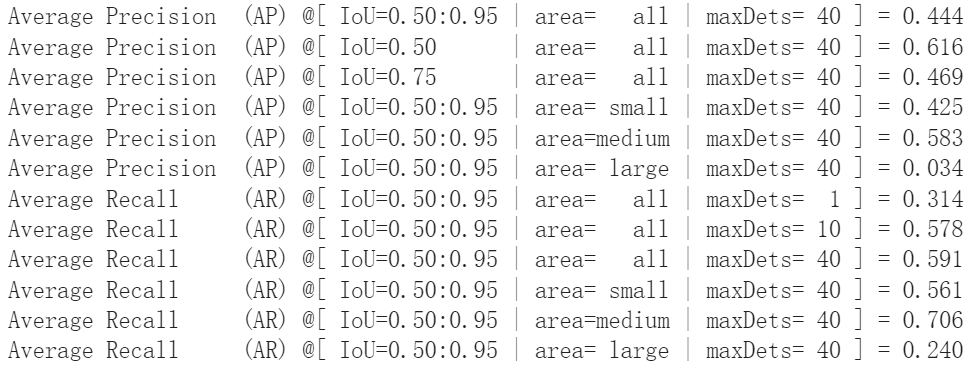 Average Precision  (AP) @[ IoU=0.50:0.95 | area=   all | maxDets= 40 ] = 0.444
Average Precision  (AP) @[ IoU=0.50      | area=   all | maxDets= 40 ] = 0.616
Average Precision  (AP) @[ IoU=0.75      | area=   all | maxDets= 40 ] = 0.469
Average Precision  (AP) @[ IoU=0.50:0.95 | area= small | maxDets= 40 ] = 0.425
Average Precision  (AP) @[ IoU=0.50:0.95 | area=medium | maxDets= 40 ] = 0.583
Average Precision  (AP) @[ IoU=0.50:0.95 | area= large | maxDets= 40 ] = 0.034
Average Recall     (AR) @[ IoU=0.50:0.95 | area=   all | maxDets=  1 ] = 0.314
Average Recall     (AR) @[ IoU=0.50:0.95 | area=   all | maxDets= 10 ] = 0.578
Average Recall     (AR) @[ IoU=0.50:0.95 | area=   all | maxDets= 40 ] = 0.591
Average Recall     (AR) @[ IoU=0.50:0.95 | area= small | maxDets= 40 ] = 0.561
Average Recall     (AR) @[ IoU=0.50:0.95 | area=medium | maxDets= 40 ] = 0.706
Average Recall     (AR) @[ IoU=0.50:0.95 | area= large | maxDets= 40 ] = 0.240